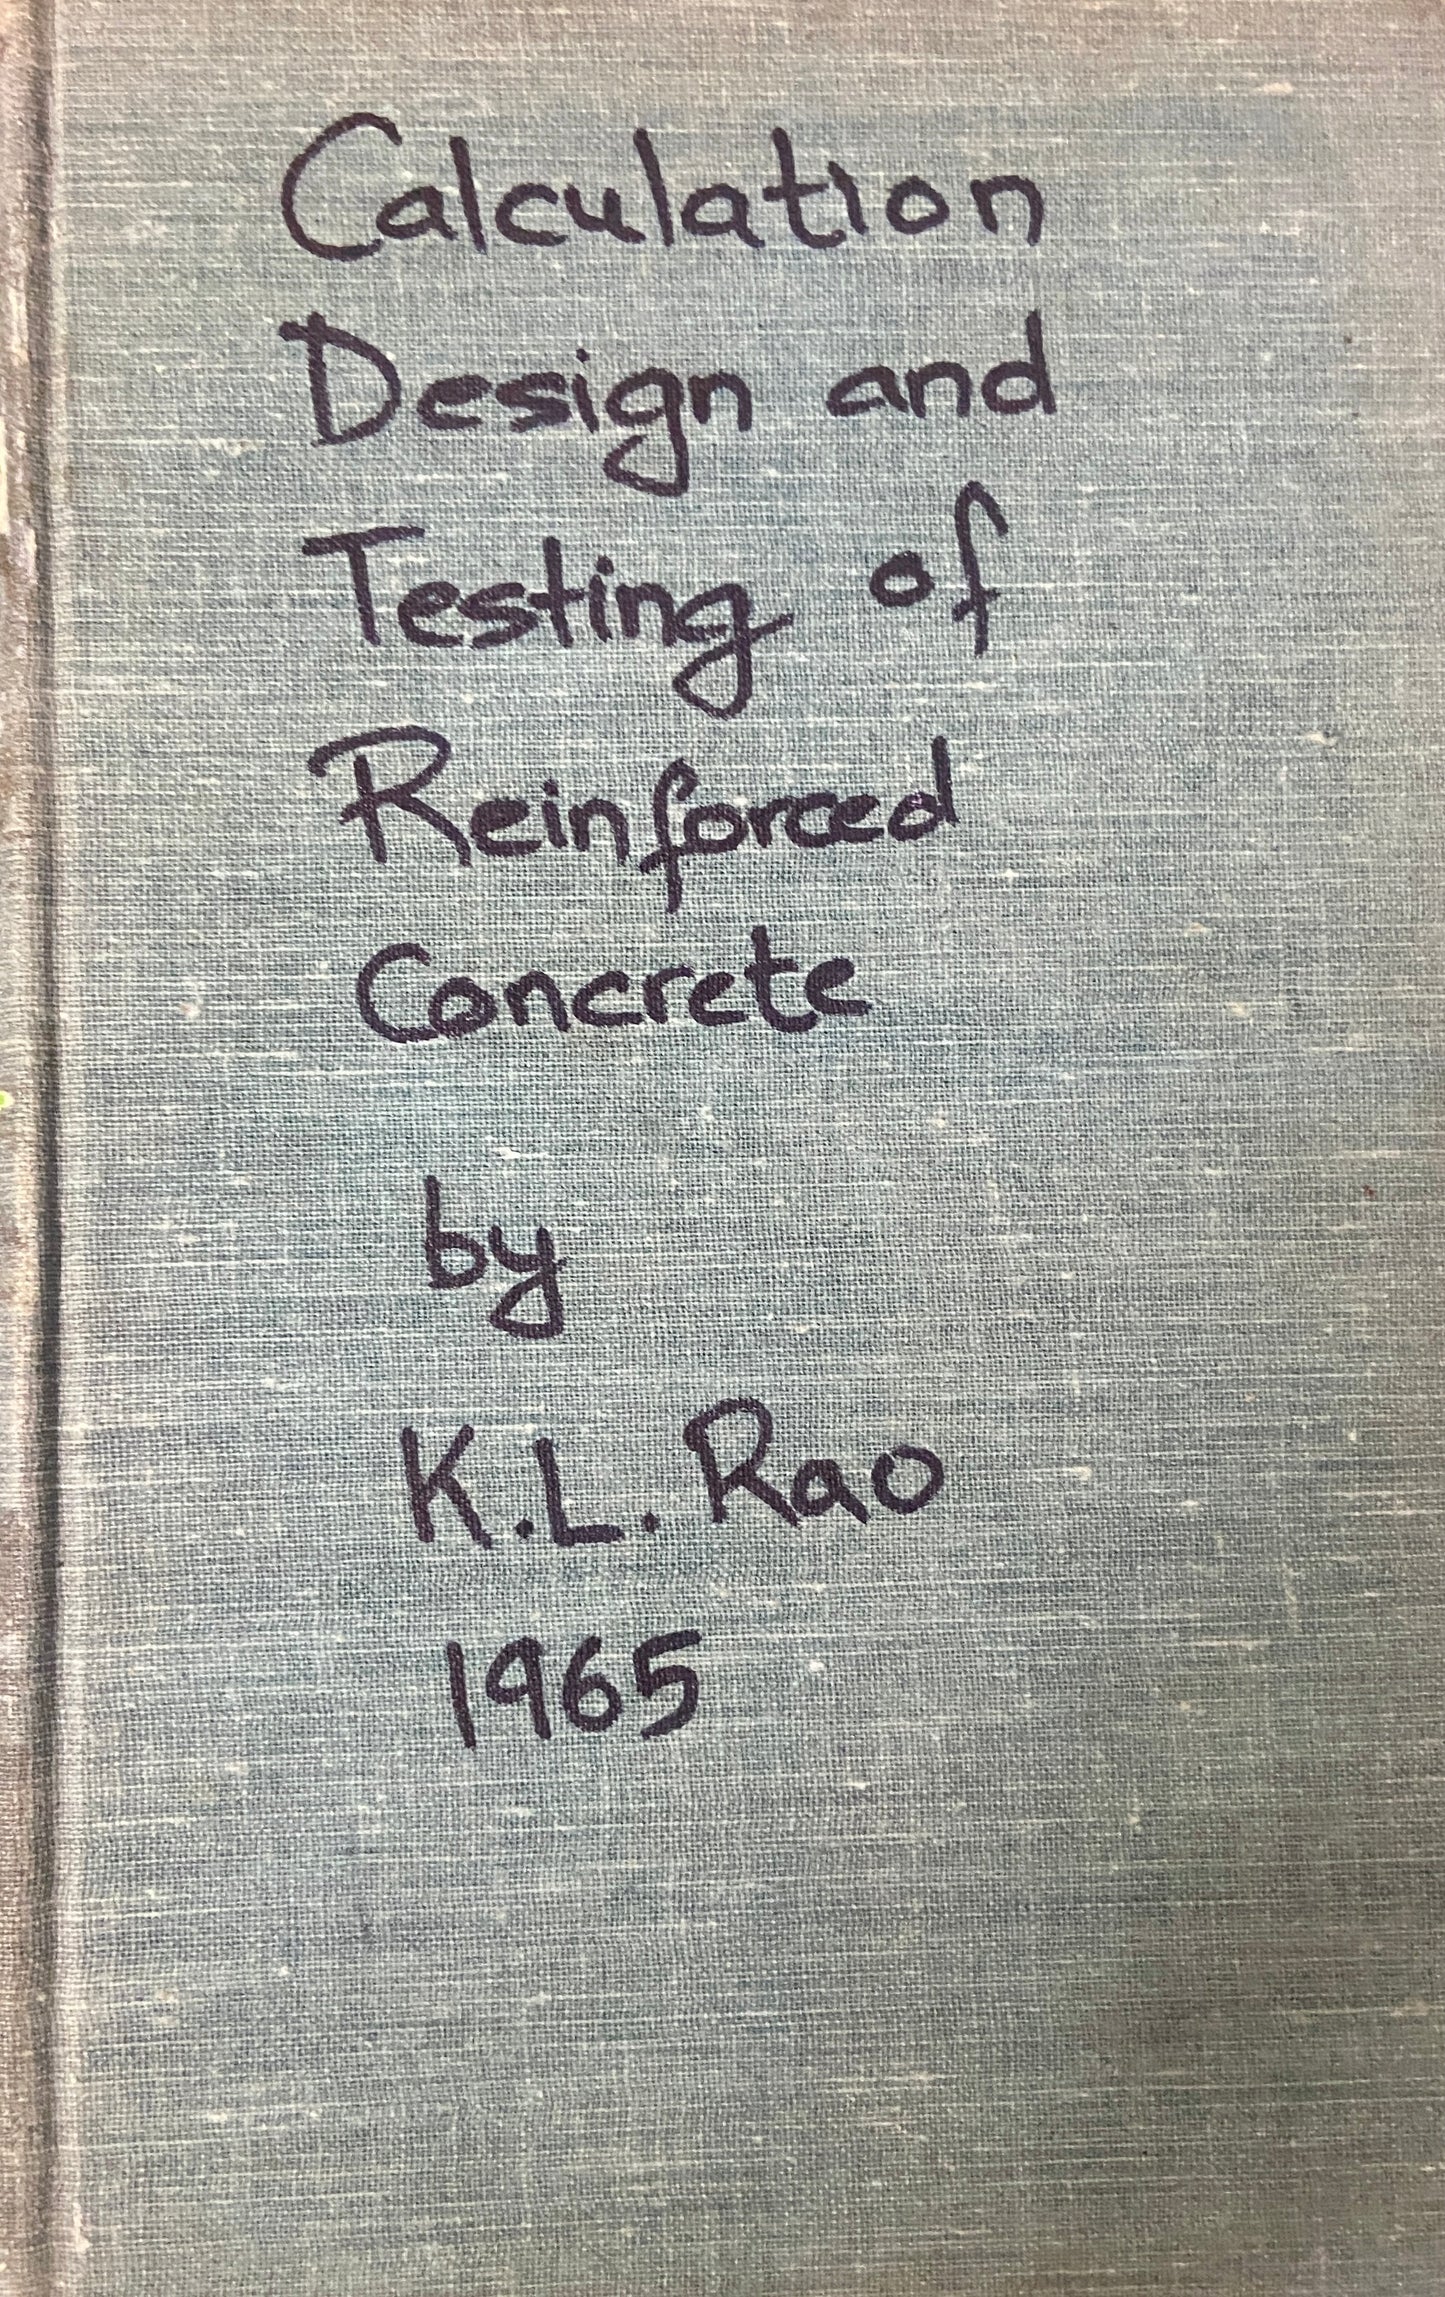 Calculation
Design and
Testing of
Reinforced
Concrete
by
K.L. Rao
1965